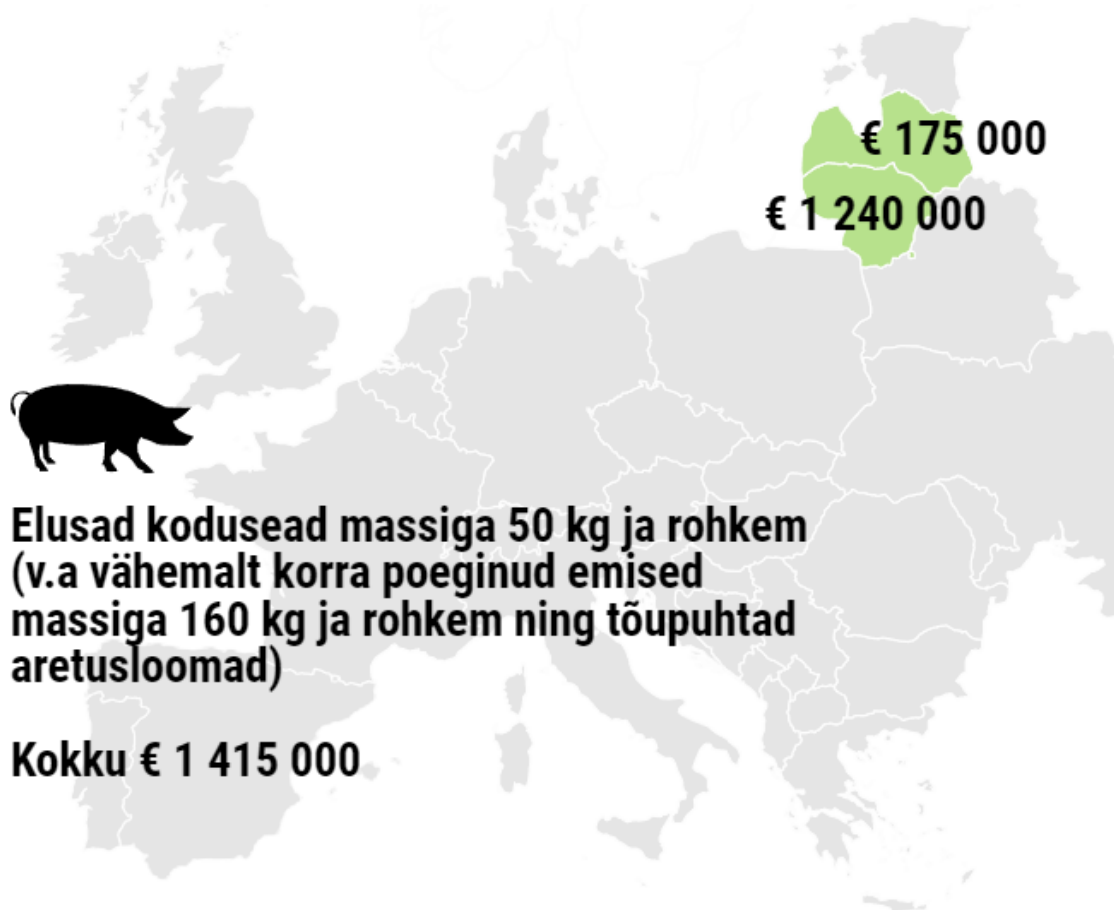 € 175 000
€ 1 240 000
Elusad kodusead massiga 50 kg ja rohkem
(v.a vähemalt korra poeginud emised
massiga 160 kg ja rohkem ning tõupuhtad
aretusloomad)
Kokku € 1 415 000